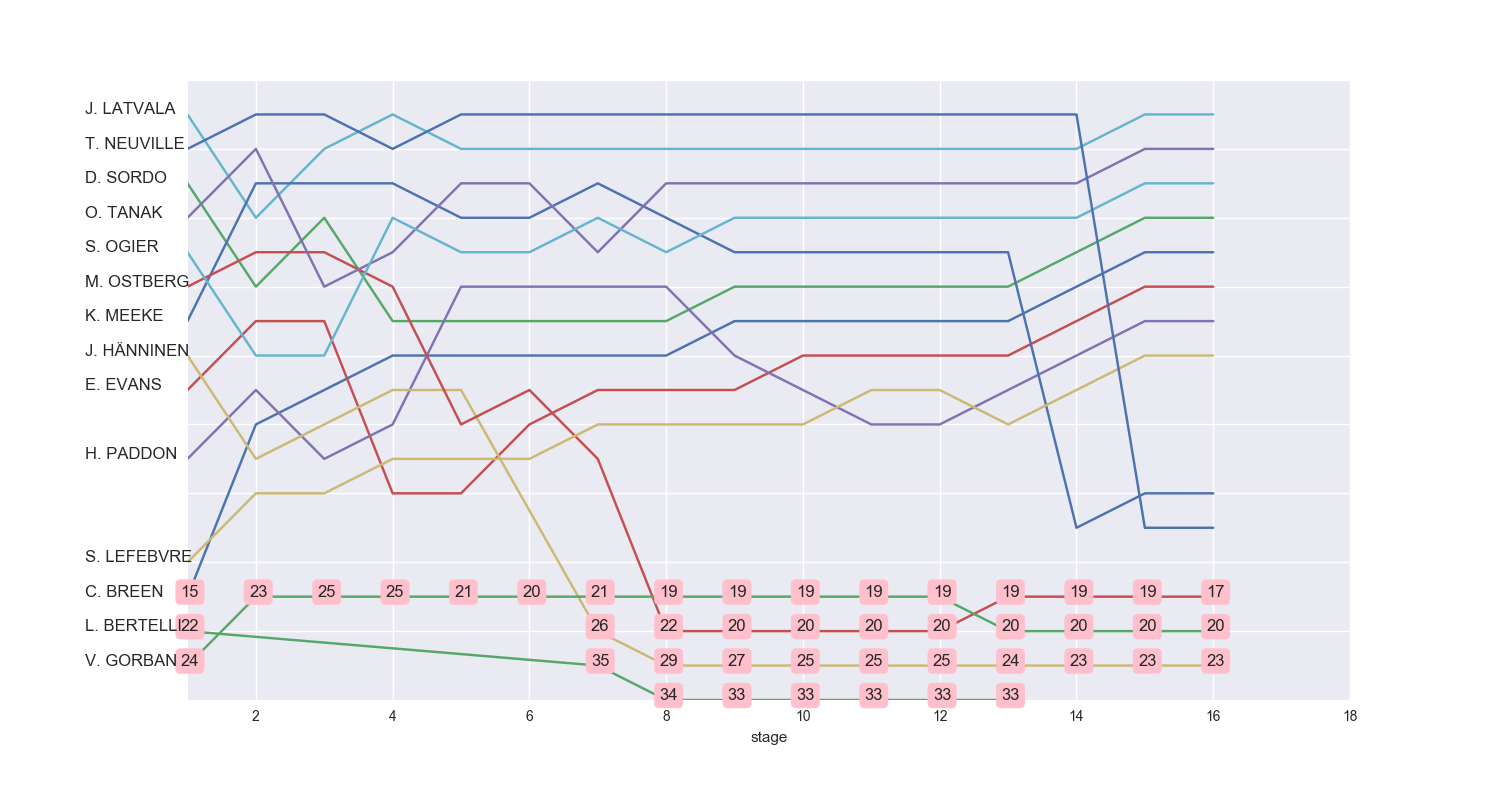 J. LATVALA
T. NEUVILLE
D. SORDO
O. TANAK
S. OGIER
M. OSTBERG
K. MEEKE
J. HÄNNINEN
E. EVANS
H. PADDON
S. LEFEBVRE
C. BREEN 15 23 25 25 21 20 21 19 19 19 19 19 19 19 19 17
L. BERTELLI 22 26 22 20 20 20 20 20 20 20 20
V. GORBAN 24 35 29 27 25 25 25 24 23 23 23
34 33 33 33 33 33
2 4 6 8 10 12 14 16 18
stage